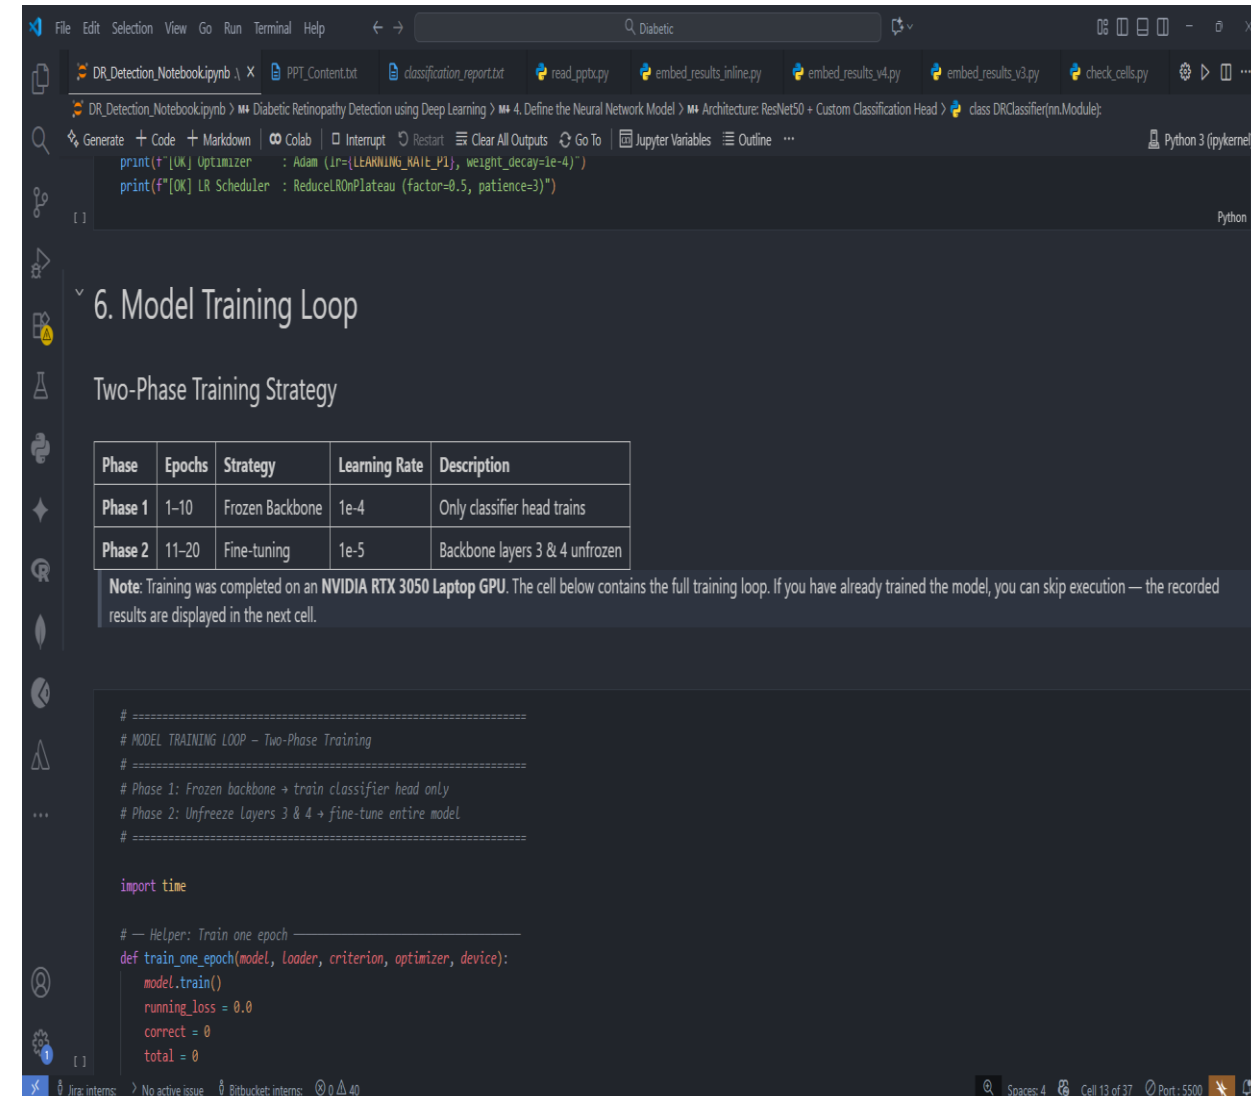 File Edit Selection View Go Run Terminal Help
Diabetic
DR_Detection_Notebook.ipynb .\
PPT_Content.txt
classification_report.txt
read_pptx.py
embed_results_inline.py
embed_results_v4.py
embed_results_v3.py
check_cells.py
DR_Detection_Notebook.ipynb > M↓ Diabetic Retinopathy Detection using Deep Learning > M↓ 4. Define the Neural Network Model > M↓ Architecture: ResNet50 + Custom Classification Head > class DRClassifier(nn.Module):
Generate + Code + Markdown | Colab | Interrupt Restart Clear All Outputs Go To | Jupyter Variables Outline ...
Python 3 (ipykernel
print(f"[OK] Optimizer : Adam (lr={LEARNING_RATE_P1}, weight_decay=1e-4)")
print(f"[OK] LR Scheduler : ReduceLROnPlateau (factor=0.5, patience=3)")
[ ]
Python
6. Model Training Loop
Two-Phase Training Strategy
Phase Epochs Strategy Learning Rate Description
Phase 1 1–10 Frozen Backbone 1e-4 Only classifier head trains
Phase 2 11–20 Fine-tuning 1e-5 Backbone layers 3 & 4 unfrozen
Note: Training was completed on an NVIDIA RTX 3050 Laptop GPU. The cell below contains the full training loop. If you have already trained the model, you can skip execution — the recorded
results are displayed in the next cell.
# =================================================================
# MODEL TRAINING LOOP — Two-Phase Training
# =================================================================
# Phase 1: Frozen backbone → train classifier head only
# Phase 2: Unfreeze layers 3 & 4 → fine-tune entire model
# =================================================================
import time
# — Helper: Train one epoch ——————————————————————
def train_one_epoch(model, loader, criterion, optimizer, device):
model.train()
running_loss = 0.0
correct = 0
total = 0
[ ]
1
Jira: interns: > No active issue Bitbucket: interns: 0 40
Spaces: 4 Cell 13 of 37 Port : 5500